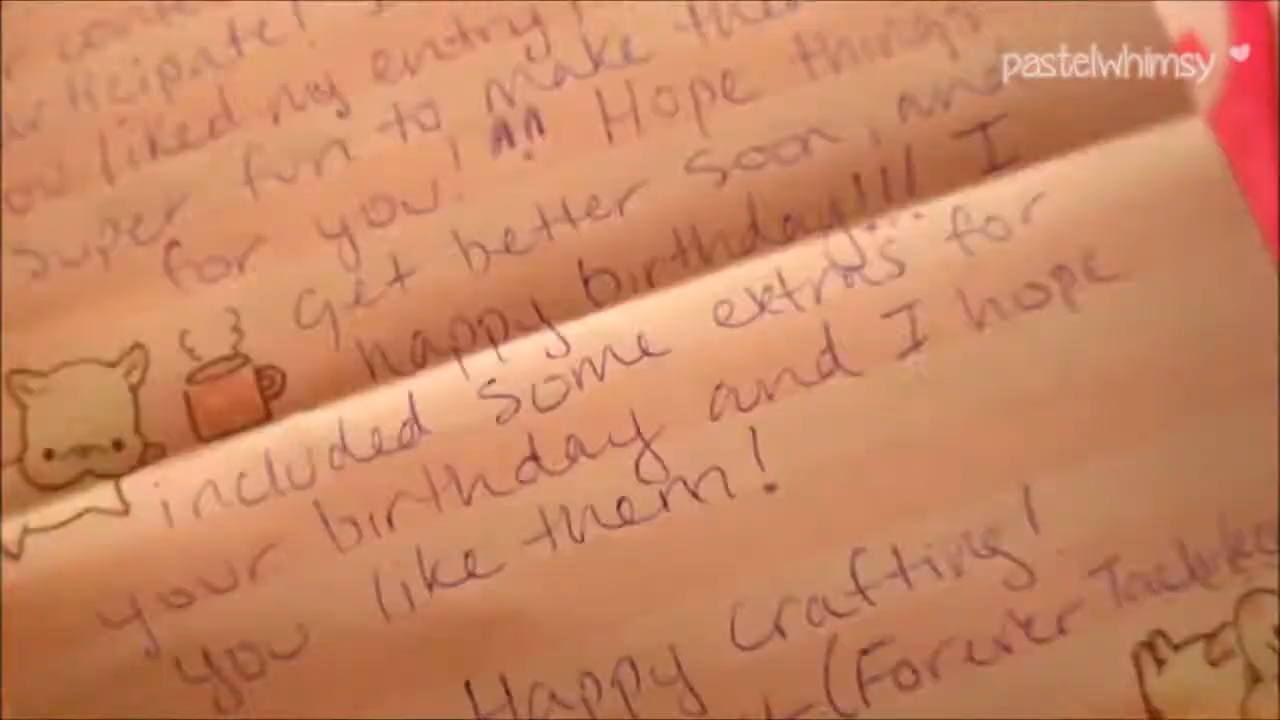 pastelwhimsy
liked my entry!
super fun to make
for you! ^^ Hope things
get better soon, and
happy birthday!!! I
included some extras for
your birthday and I hope
you like them!
Happy Crafting!
(Forever